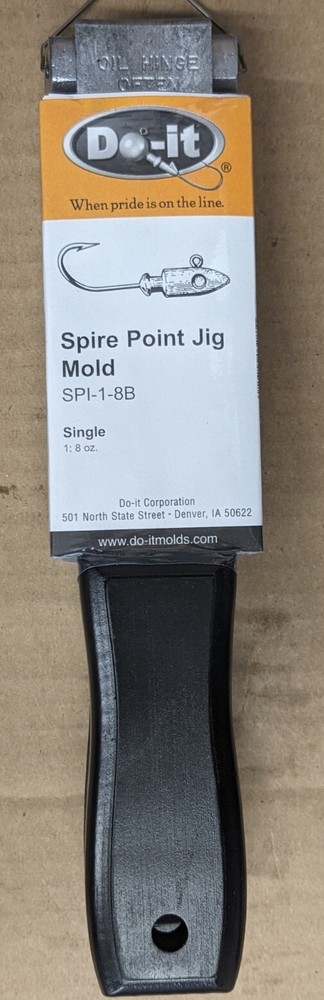 OIL HINGE
OFTEN
Do-it
®
When pride is on the line.
Spire Point Jig
Mold
SPI-1-8B
Single
1: 8 oz.
Do-it Corporation
501 North State Street • Denver, IA 50622
www.do-itmolds.com